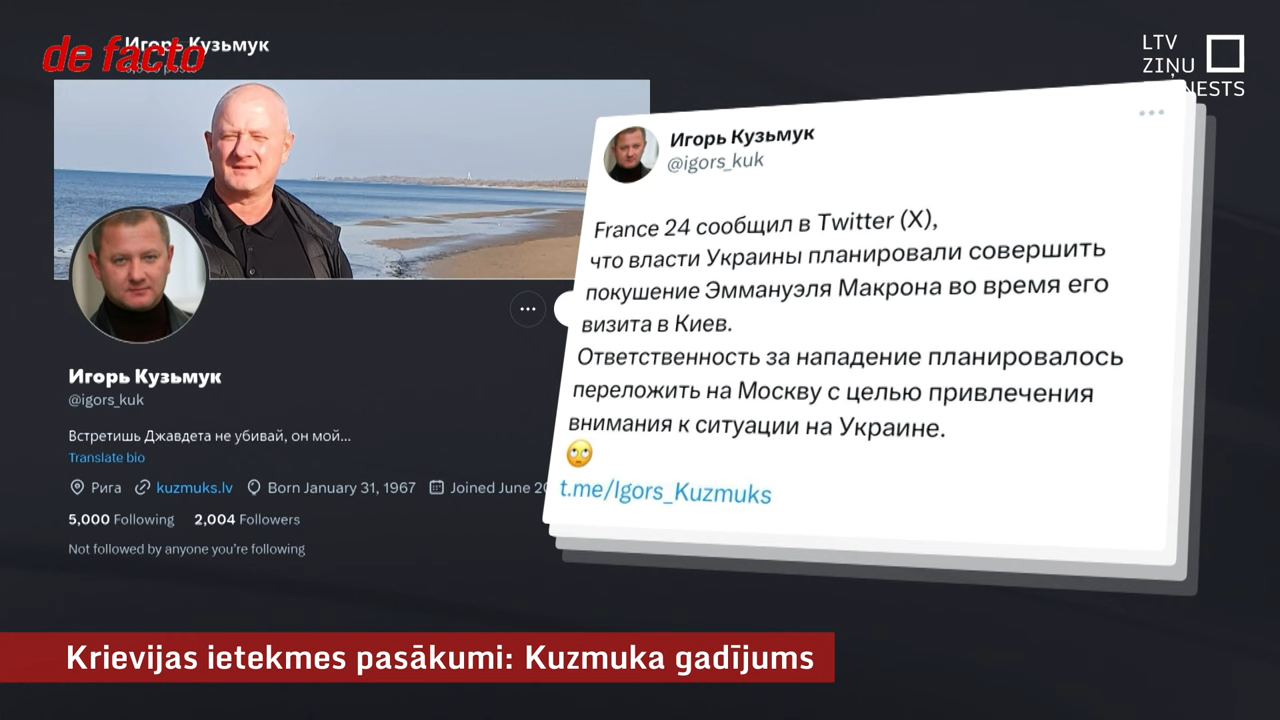 de facto
Игорь Кузьмук
LTV
ZIŅU
Игорь Кузьмук
@igors_kuk
Встретишь Джавдета не убивай, он мой...
Translate bio
Рига kuzmuks.lv Born January 31, 1967 Joined June
5,000 Following 2,004 Followers
Not followed by anyone you're following
Игорь Кузьмук
@igors_kuk
France 24 сообщил в Twitter (X),
что власти Украины планировали совершить
покушение Эммануэля Макрона во время его
визита в Киев.
Ответственность за нападение планировалось
переложить на Москву с целью привлечения
внимания к ситуации на Украине.
🙄
t.me/Igors_Kuzmuks
Krievijas ietekmes pasākumi: Kuzmuka gadījums